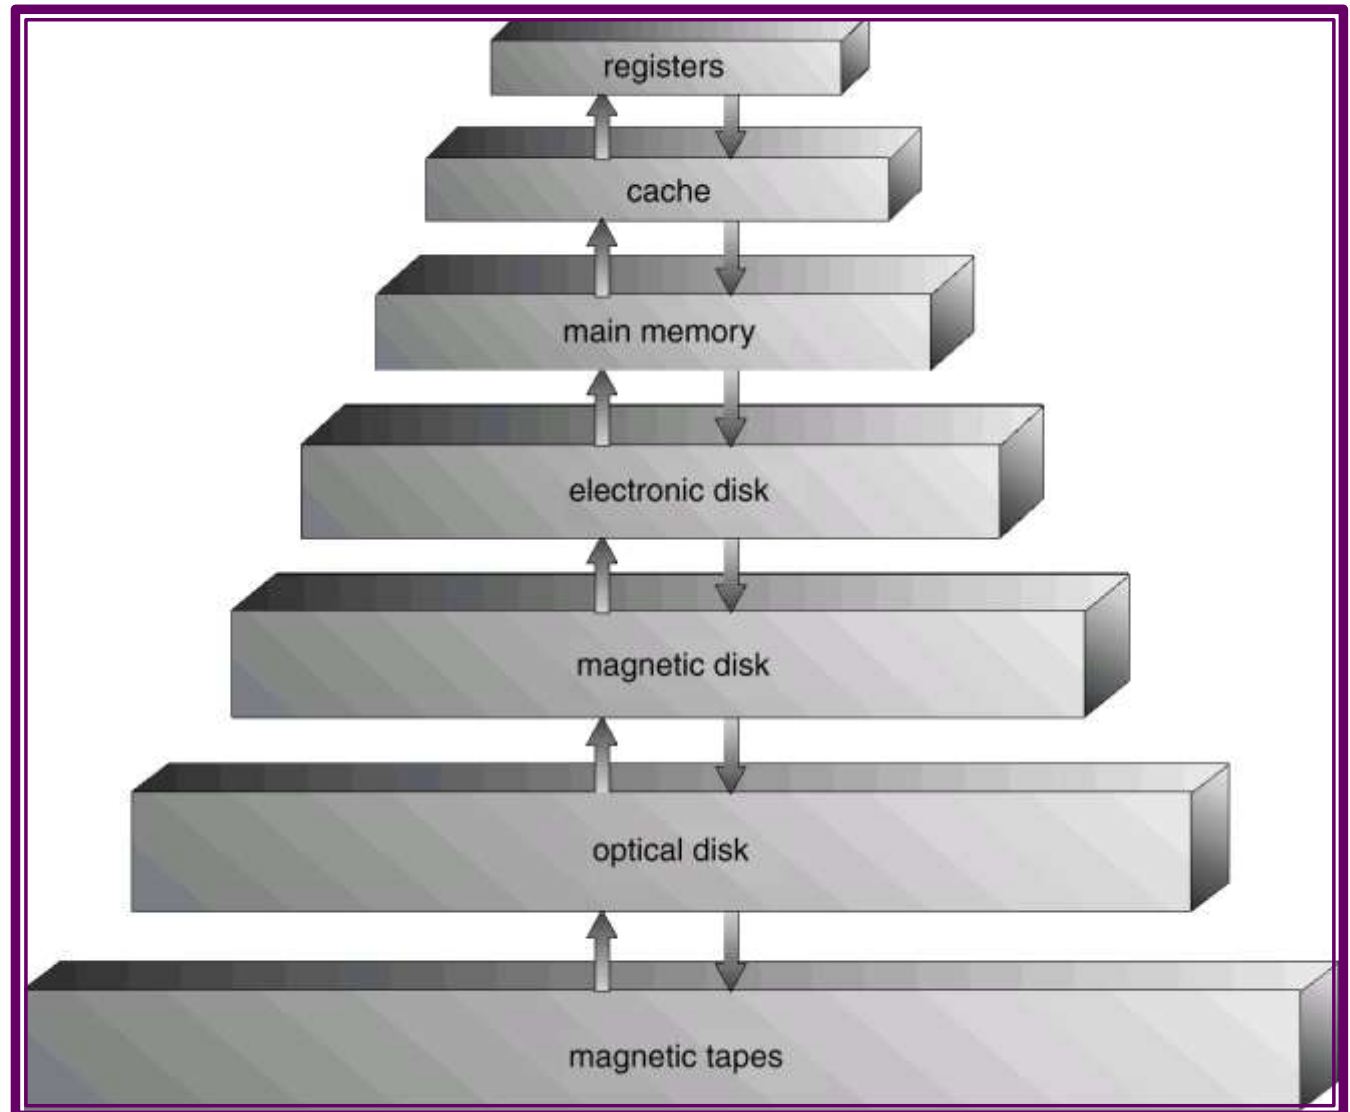 registers
cache
main memory
electronic disk
magnetic disk
optical disk
magnetic tapes